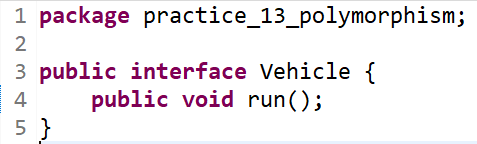 1 package practice_13_polymorphism;
2
3 public interface Vehicle {
4     public void run();
5 }